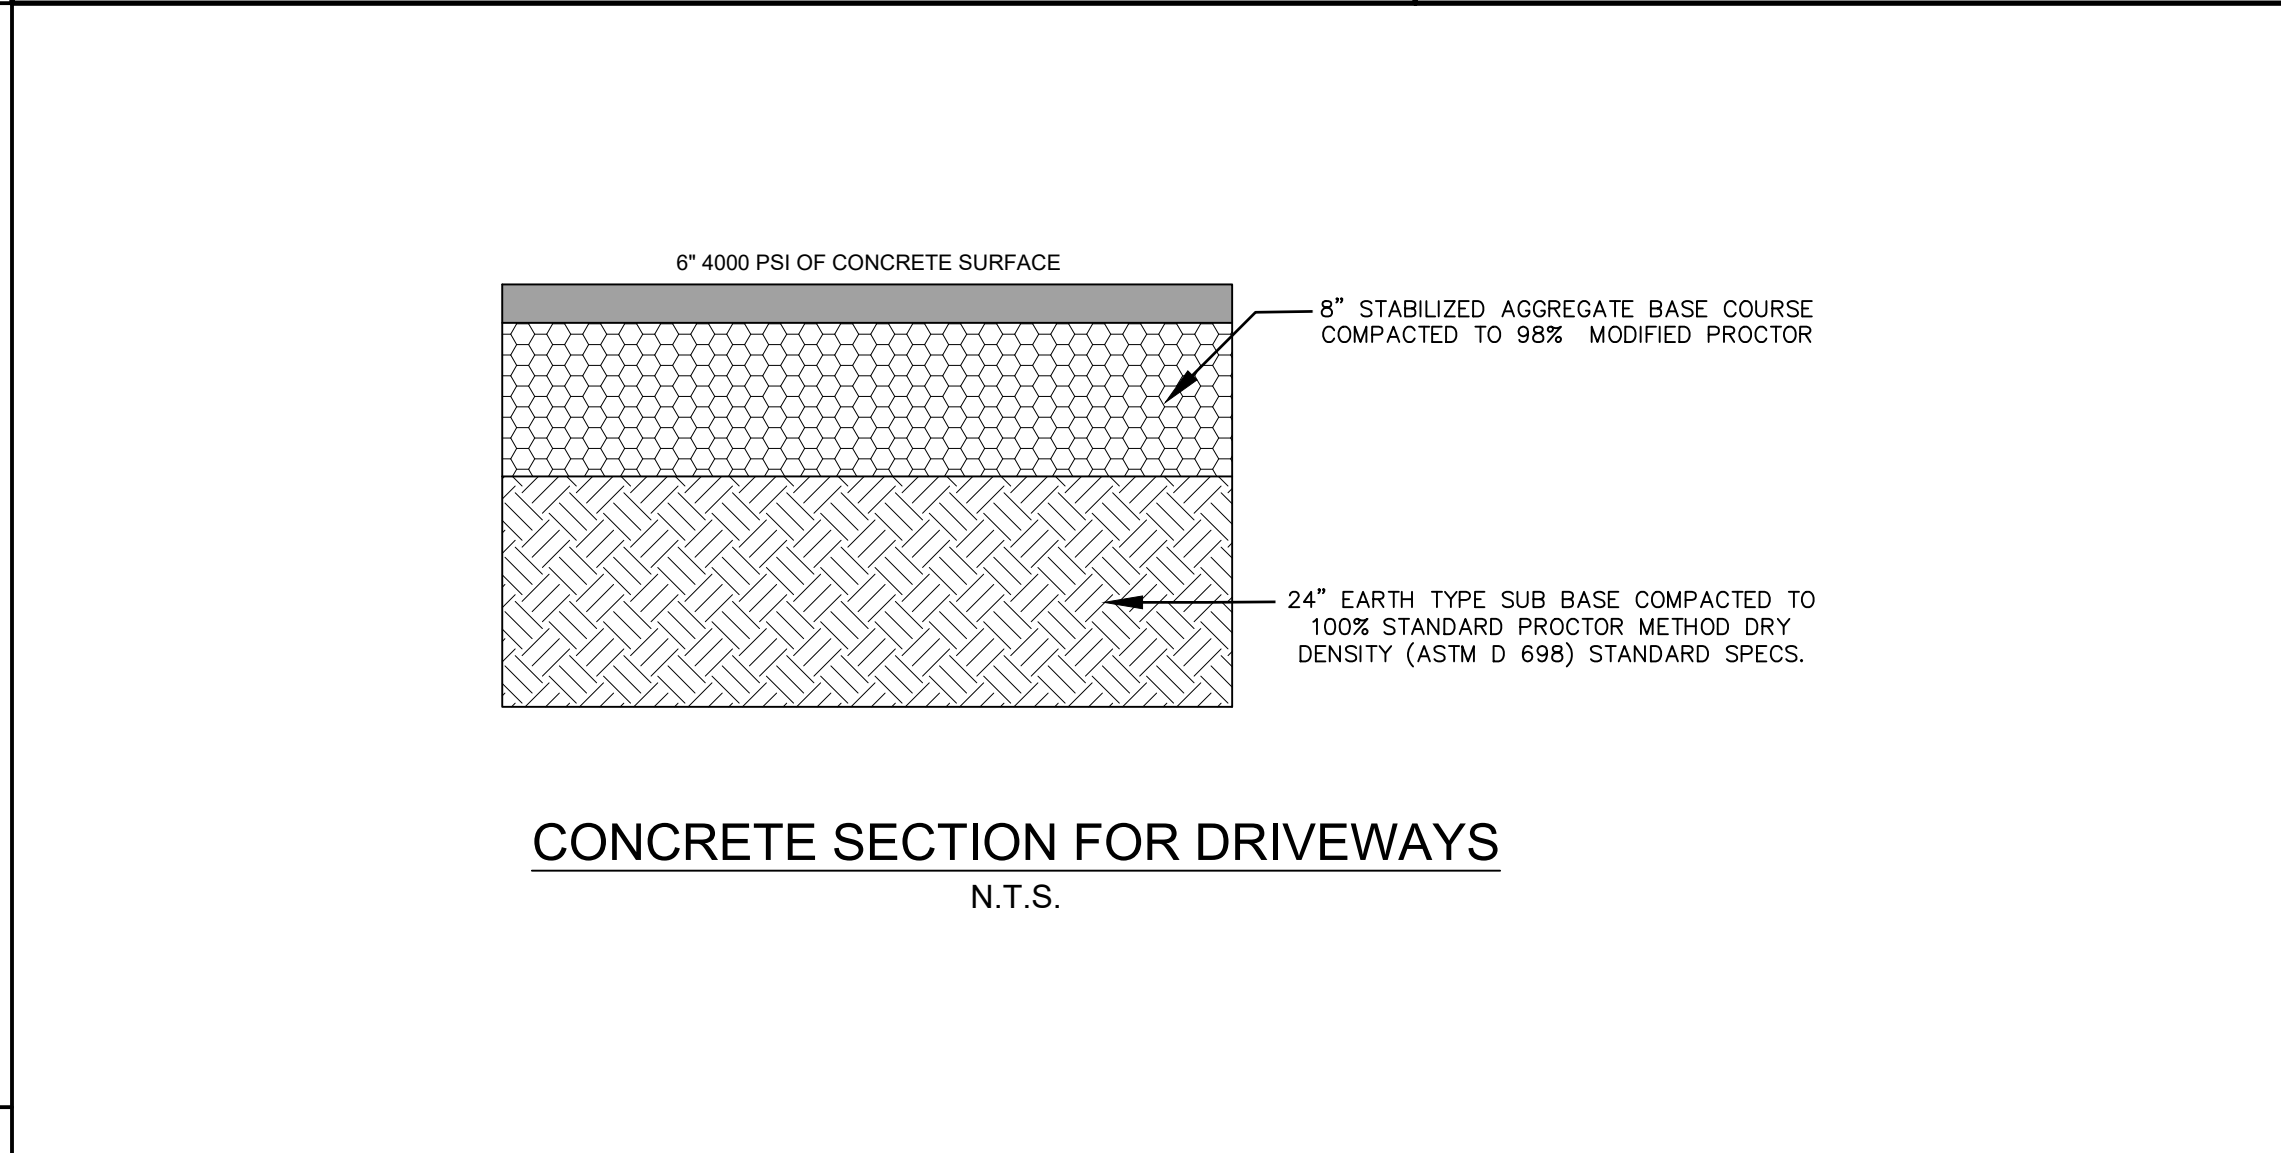 6" 4000 PSI OF CONCRETE SURFACE
8” STABILIZED AGGREGATE BASE COURSE
COMPACTED TO 98% MODIFIED PROCTOR
24” EARTH TYPE SUB BASE COMPACTED TO
100% STANDARD PROCTOR METHOD DRY
DENSITY (ASTM D 698) STANDARD SPECS.
CONCRETE SECTION FOR DRIVEWAYS
N.T.S.